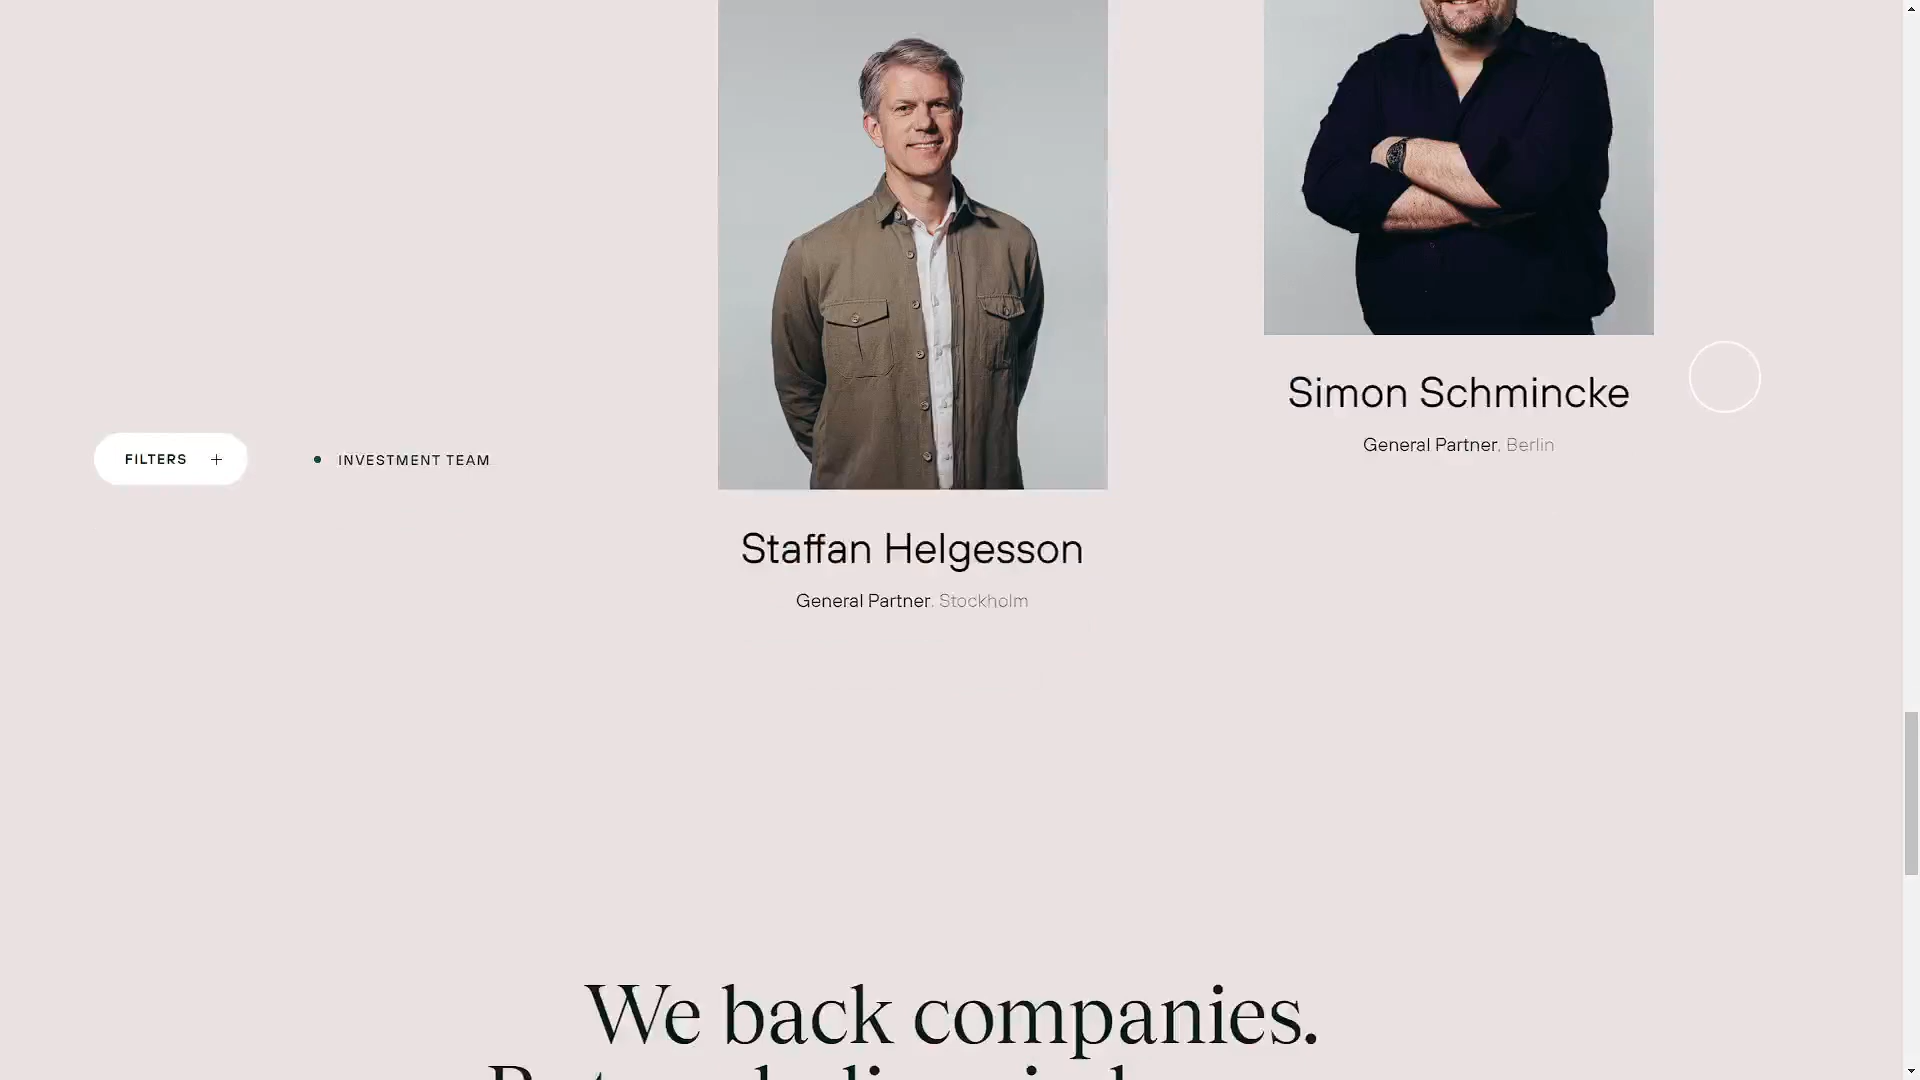 Simon Schmincke
General Partner, Berlin
FILTERS +
INVESTMENT TEAM
Staffan Helgesson
General Partner, Stockholm
We back companies.